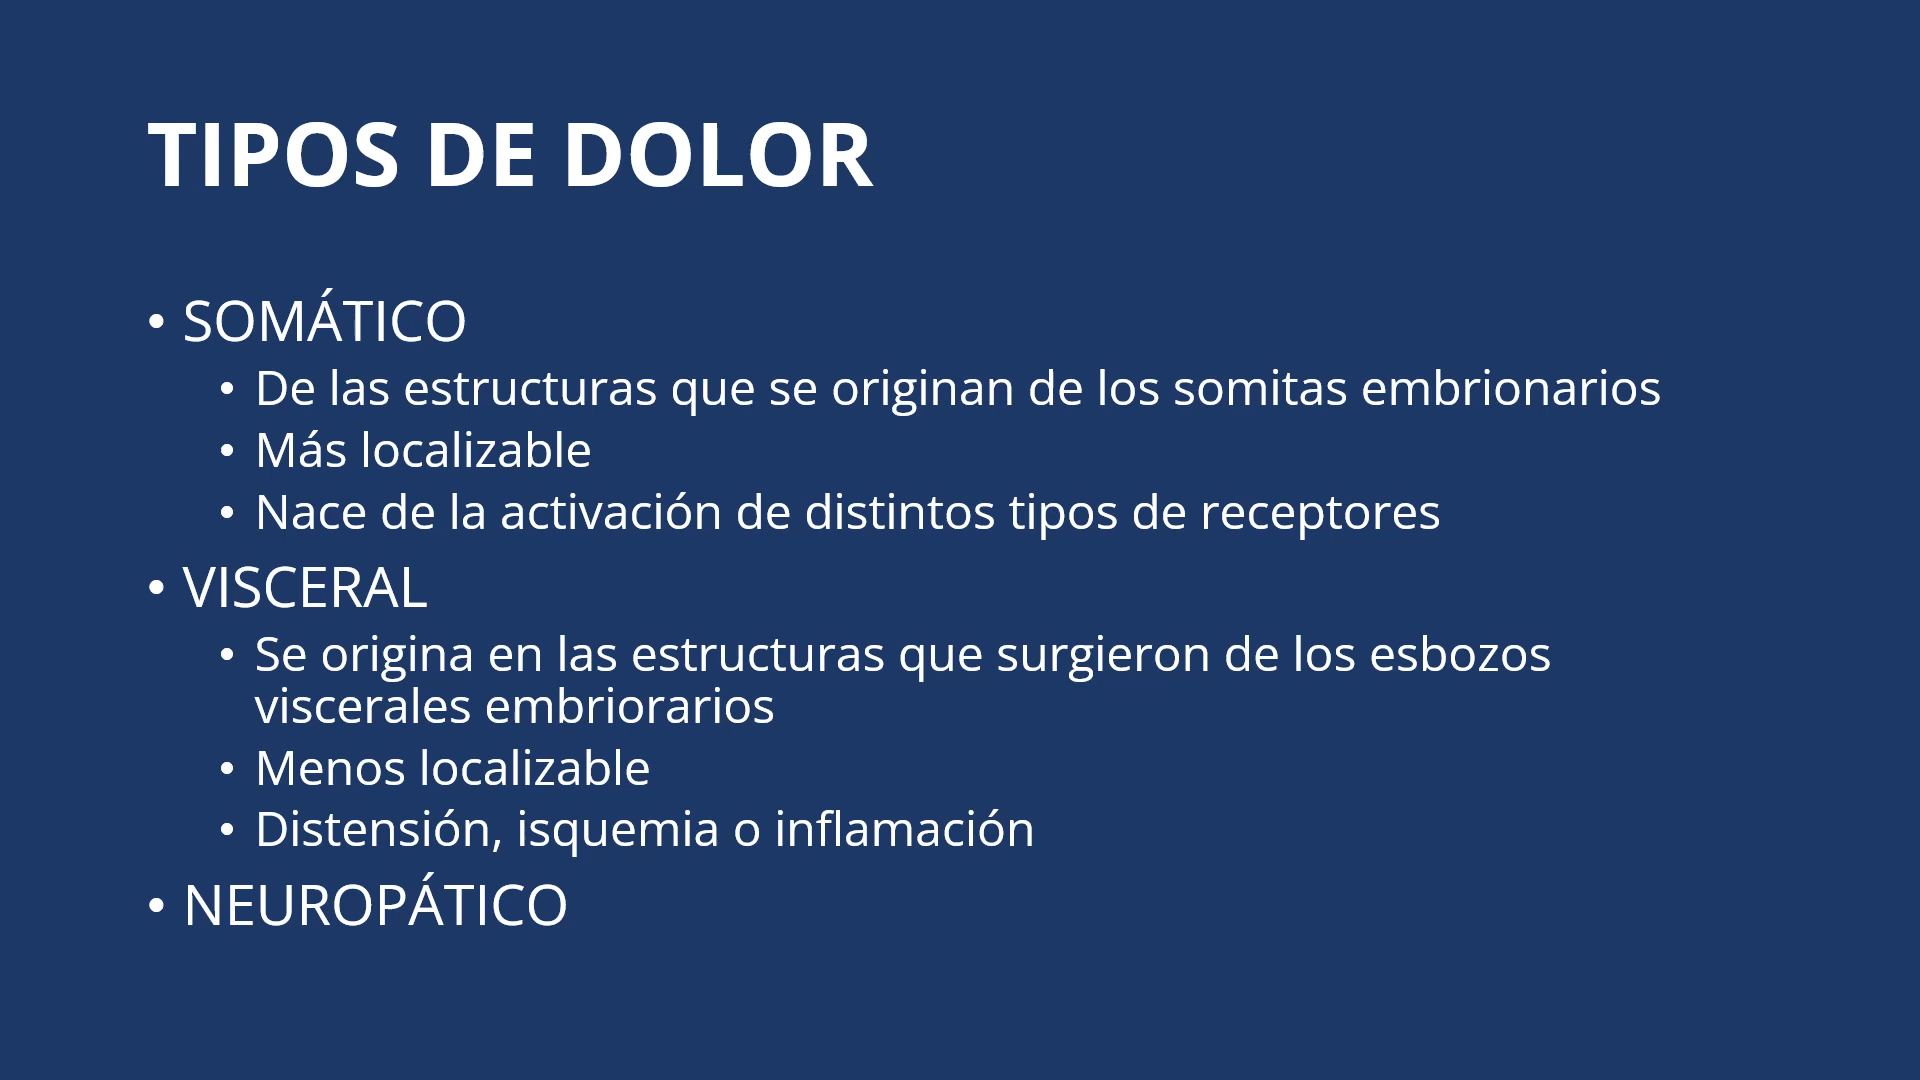 TIPOS DE DOLOR
• SOMÁTICO
• De las estructuras que se originan de los somitas embrionarios
• Más localizable
• Nace de la activación de distintos tipos de receptores
• VISCERAL
• Se origina en las estructuras que surgieron de los esbozos
viscerales embriorarios
• Menos localizable
• Distensión, isquemia o inflamación
• NEUROPÁTICO